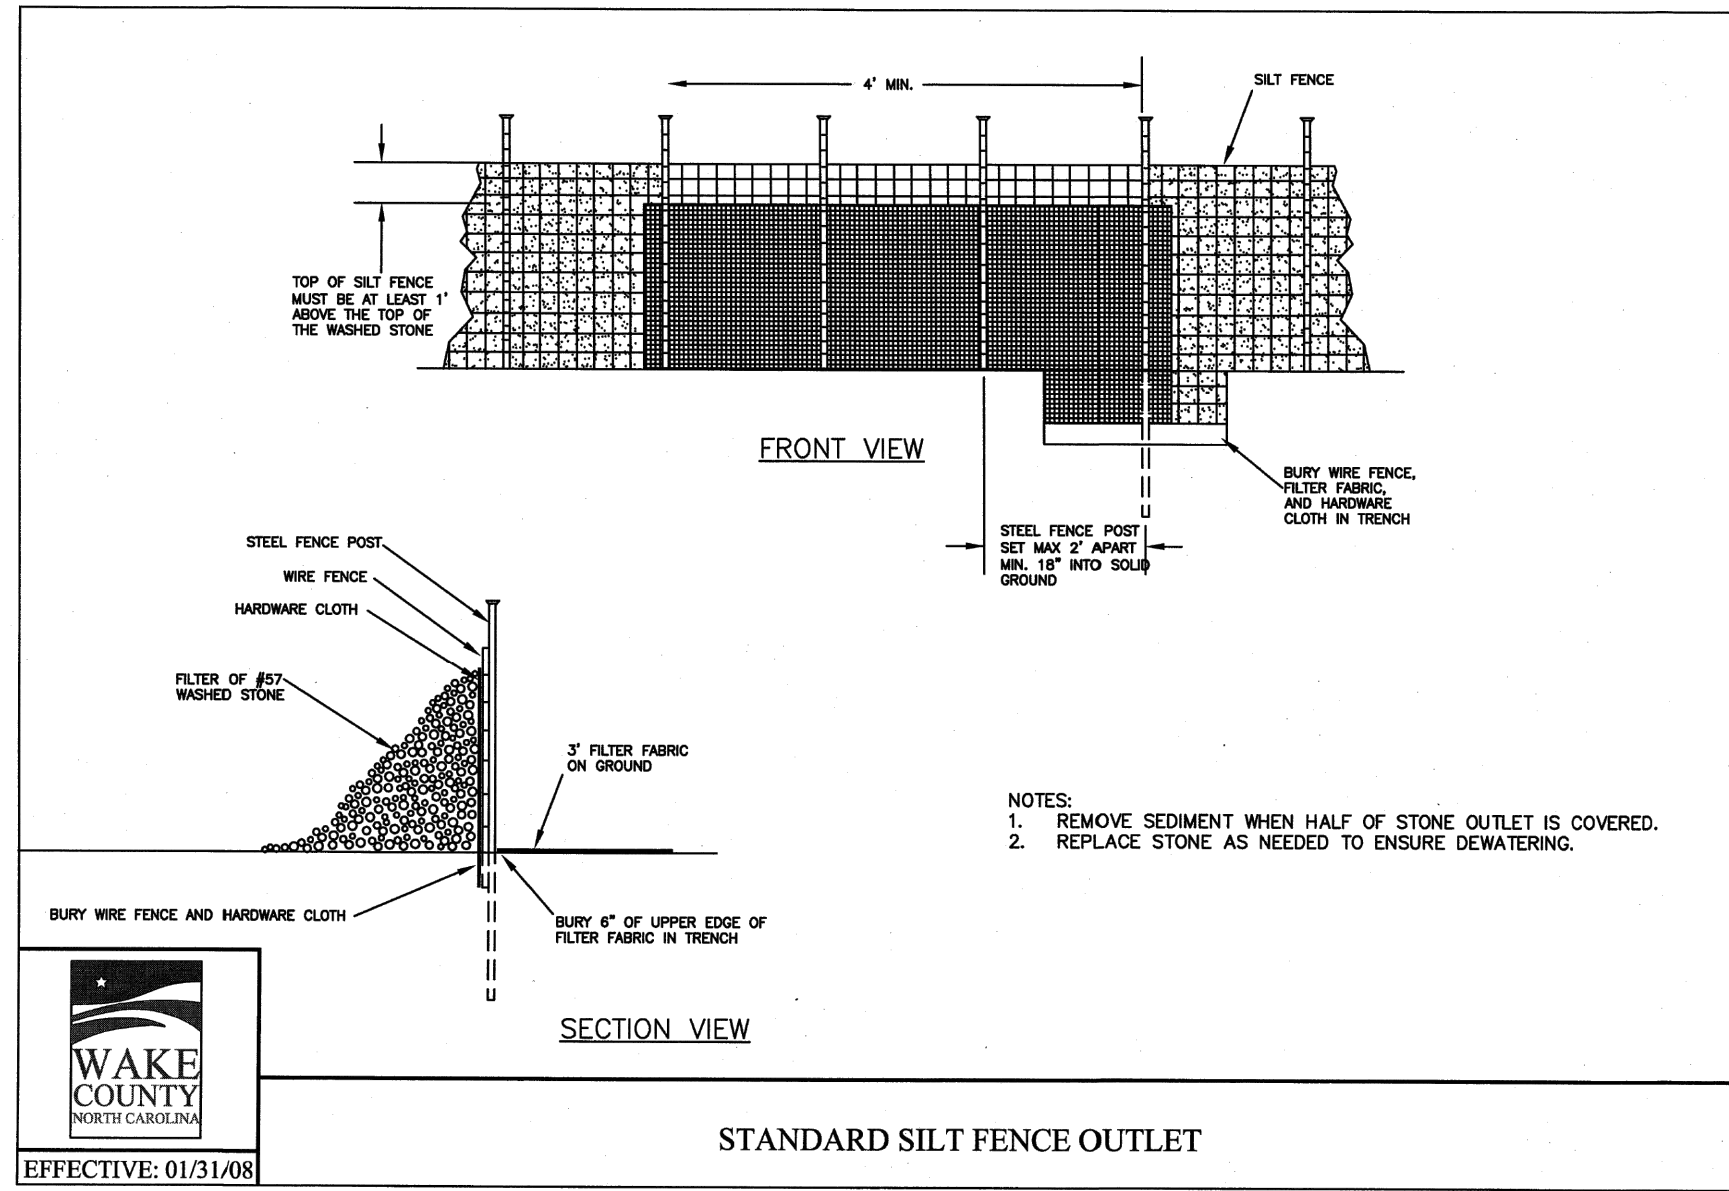 4' MIN.
SILT FENCE
TOP OF SILT FENCE
MUST BE AT LEAST 1'
ABOVE THE TOP OF
THE WASHED STONE
FRONT VIEW
BURY WIRE FENCE,
FILTER FABRIC,
AND HARDWARE
CLOTH IN TRENCH
STEEL FENCE POST
SET MAX 2' APART
MIN. 18" INTO SOLID
GROUND
STEEL FENCE POST
WIRE FENCE
HARDWARE CLOTH
FILTER OF #57
WASHED STONE
3' FILTER FABRIC
ON GROUND
NOTES:
1. REMOVE SEDIMENT WHEN HALF OF STONE OUTLET IS COVERED.
2. REPLACE STONE AS NEEDED TO ENSURE DEWATERING.
BURY WIRE FENCE AND HARDWARE CLOTH
BURY 6" OF UPPER EDGE OF
FILTER FABRIC IN TRENCH
SECTION VIEW
WAKE
COUNTY
NORTH CAROLINA
STANDARD SILT FENCE OUTLET
EFFECTIVE: 01/31/08